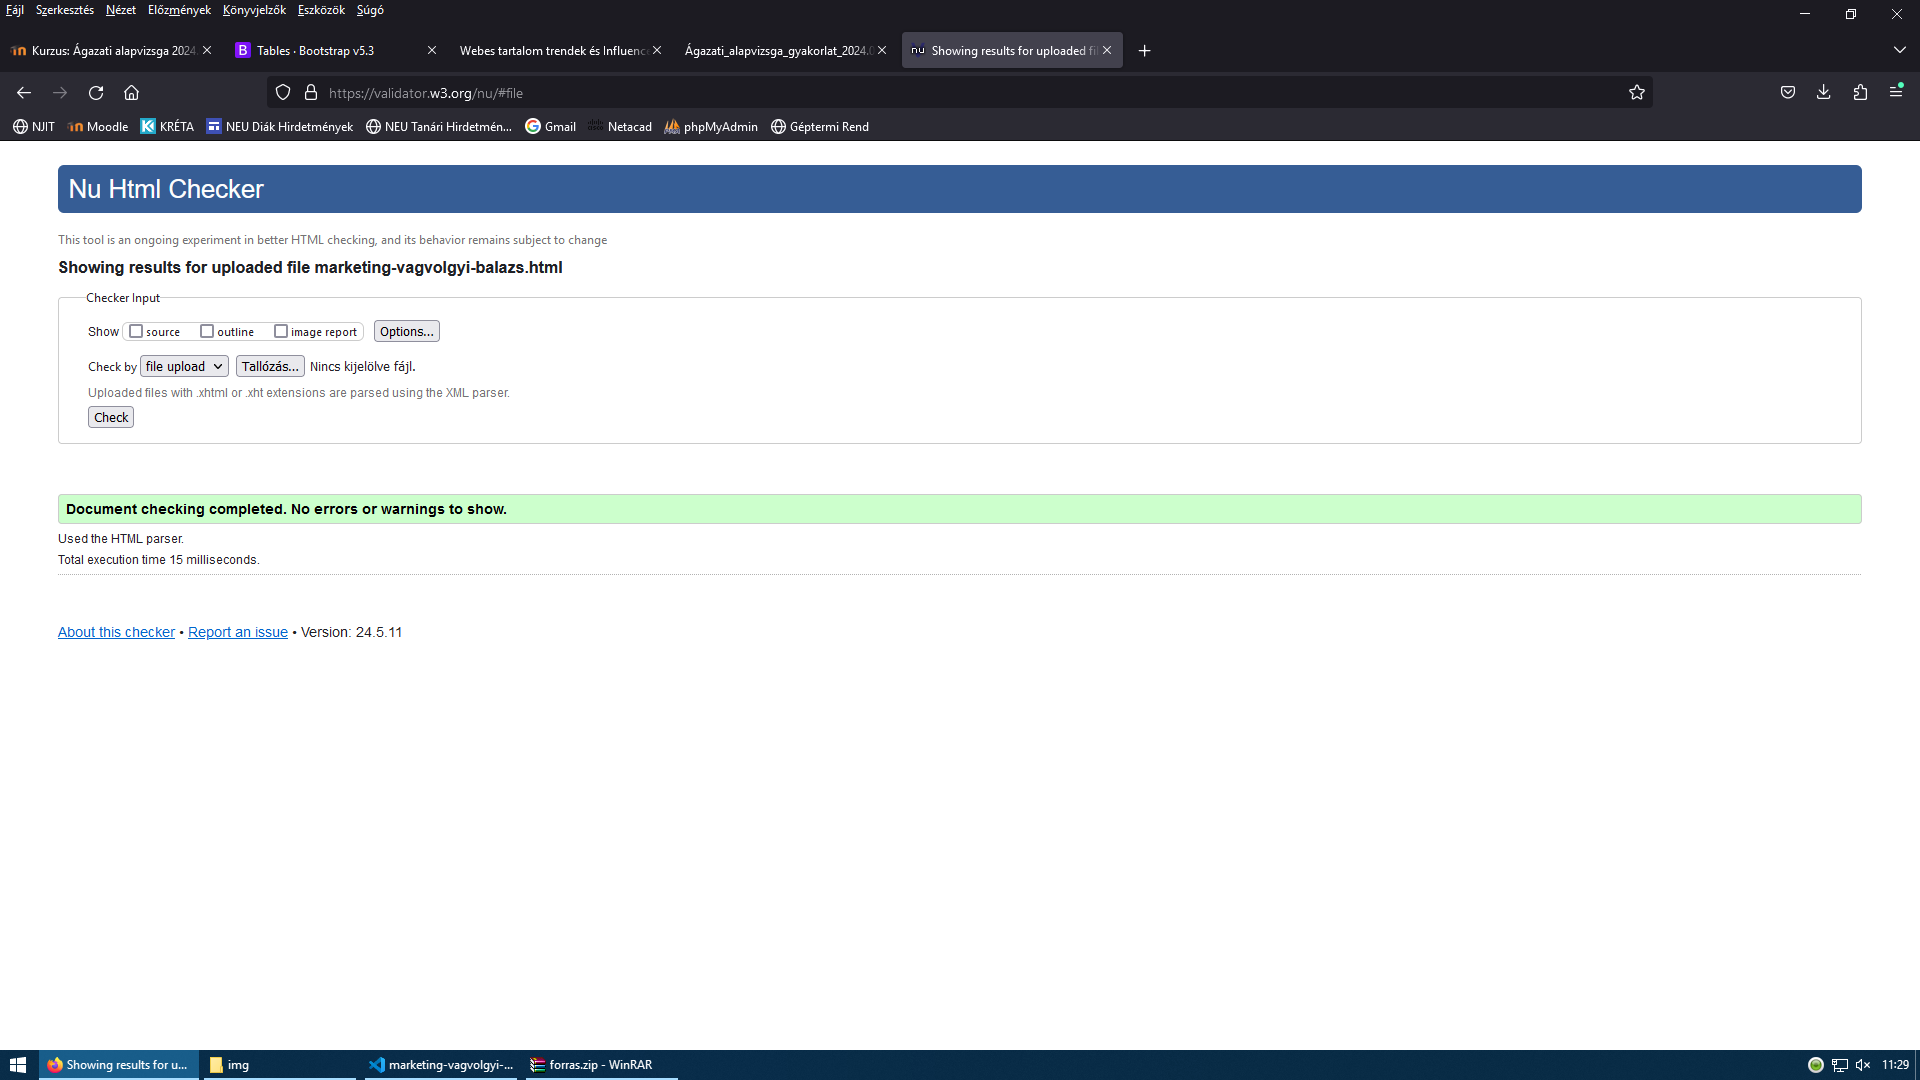 Fájl Szerkesztés Nézet Előzmények Könyvjelzők Eszközök Súgó
Kurzus: Ágazati alapvizsga 2024.
Tables · Bootstrap v5.3
Webes tartalom trendek és Influence
Ágazati_alapvizsga_gyakorlat_2024.0
nu Showing results for uploaded fi
https://validator.w3.org/nu/#file
NJIT
Moodle
KRÉTA
NEU Diák Hirdetmények
NEU Tanári Hirdetmén...
Gmail
Netacad
phpMyAdmin
Géptermi Rend
Nu Html Checker
This tool is an ongoing experiment in better HTML checking, and its behavior remains subject to change
Showing results for uploaded file marketing-vagvolgyi-balazs.html
Checker Input
Show source outline image report Options...
Check by file upload Tallózás... Nincs kijelölve fájl.
Uploaded files with .xhtml or .xht extensions are parsed using the XML parser.
Check
Document checking completed. No errors or warnings to show.
Used the HTML parser.
Total execution time 15 milliseconds.
About this checker • Report an issue • Version: 24.5.11
Showing results for u...
img
marketing-vagvolgyi-...
forras.zip - WinRAR
11:29